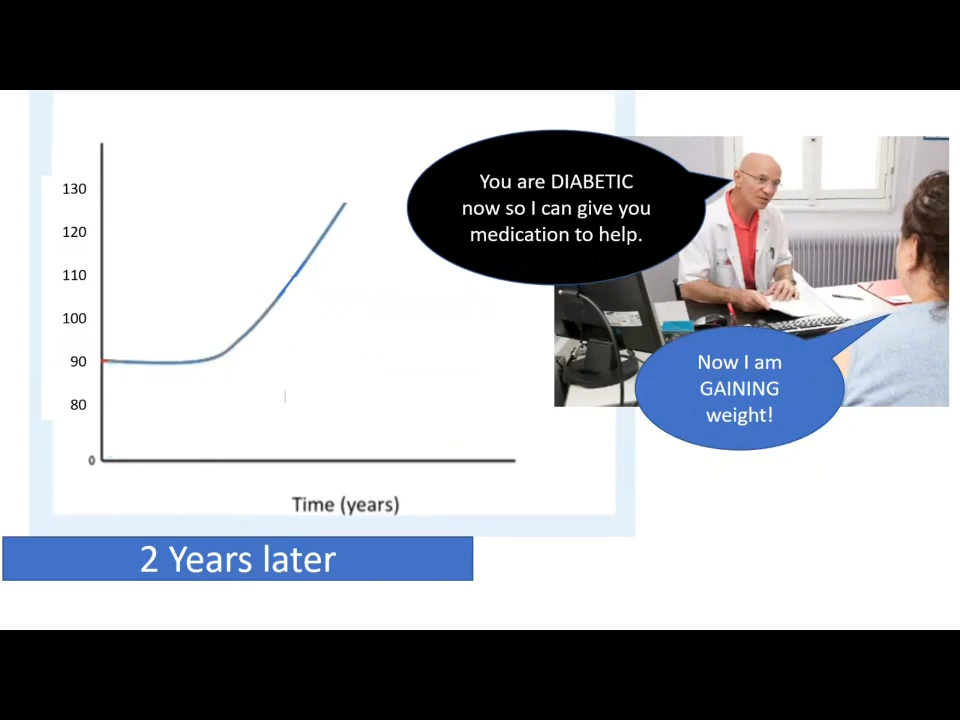 You are DIABETIC
now so I can give you
medication to help.
130
120
110
100
90
80
0
Now I am
GAINING
weight!
Time (years)
2 Years later